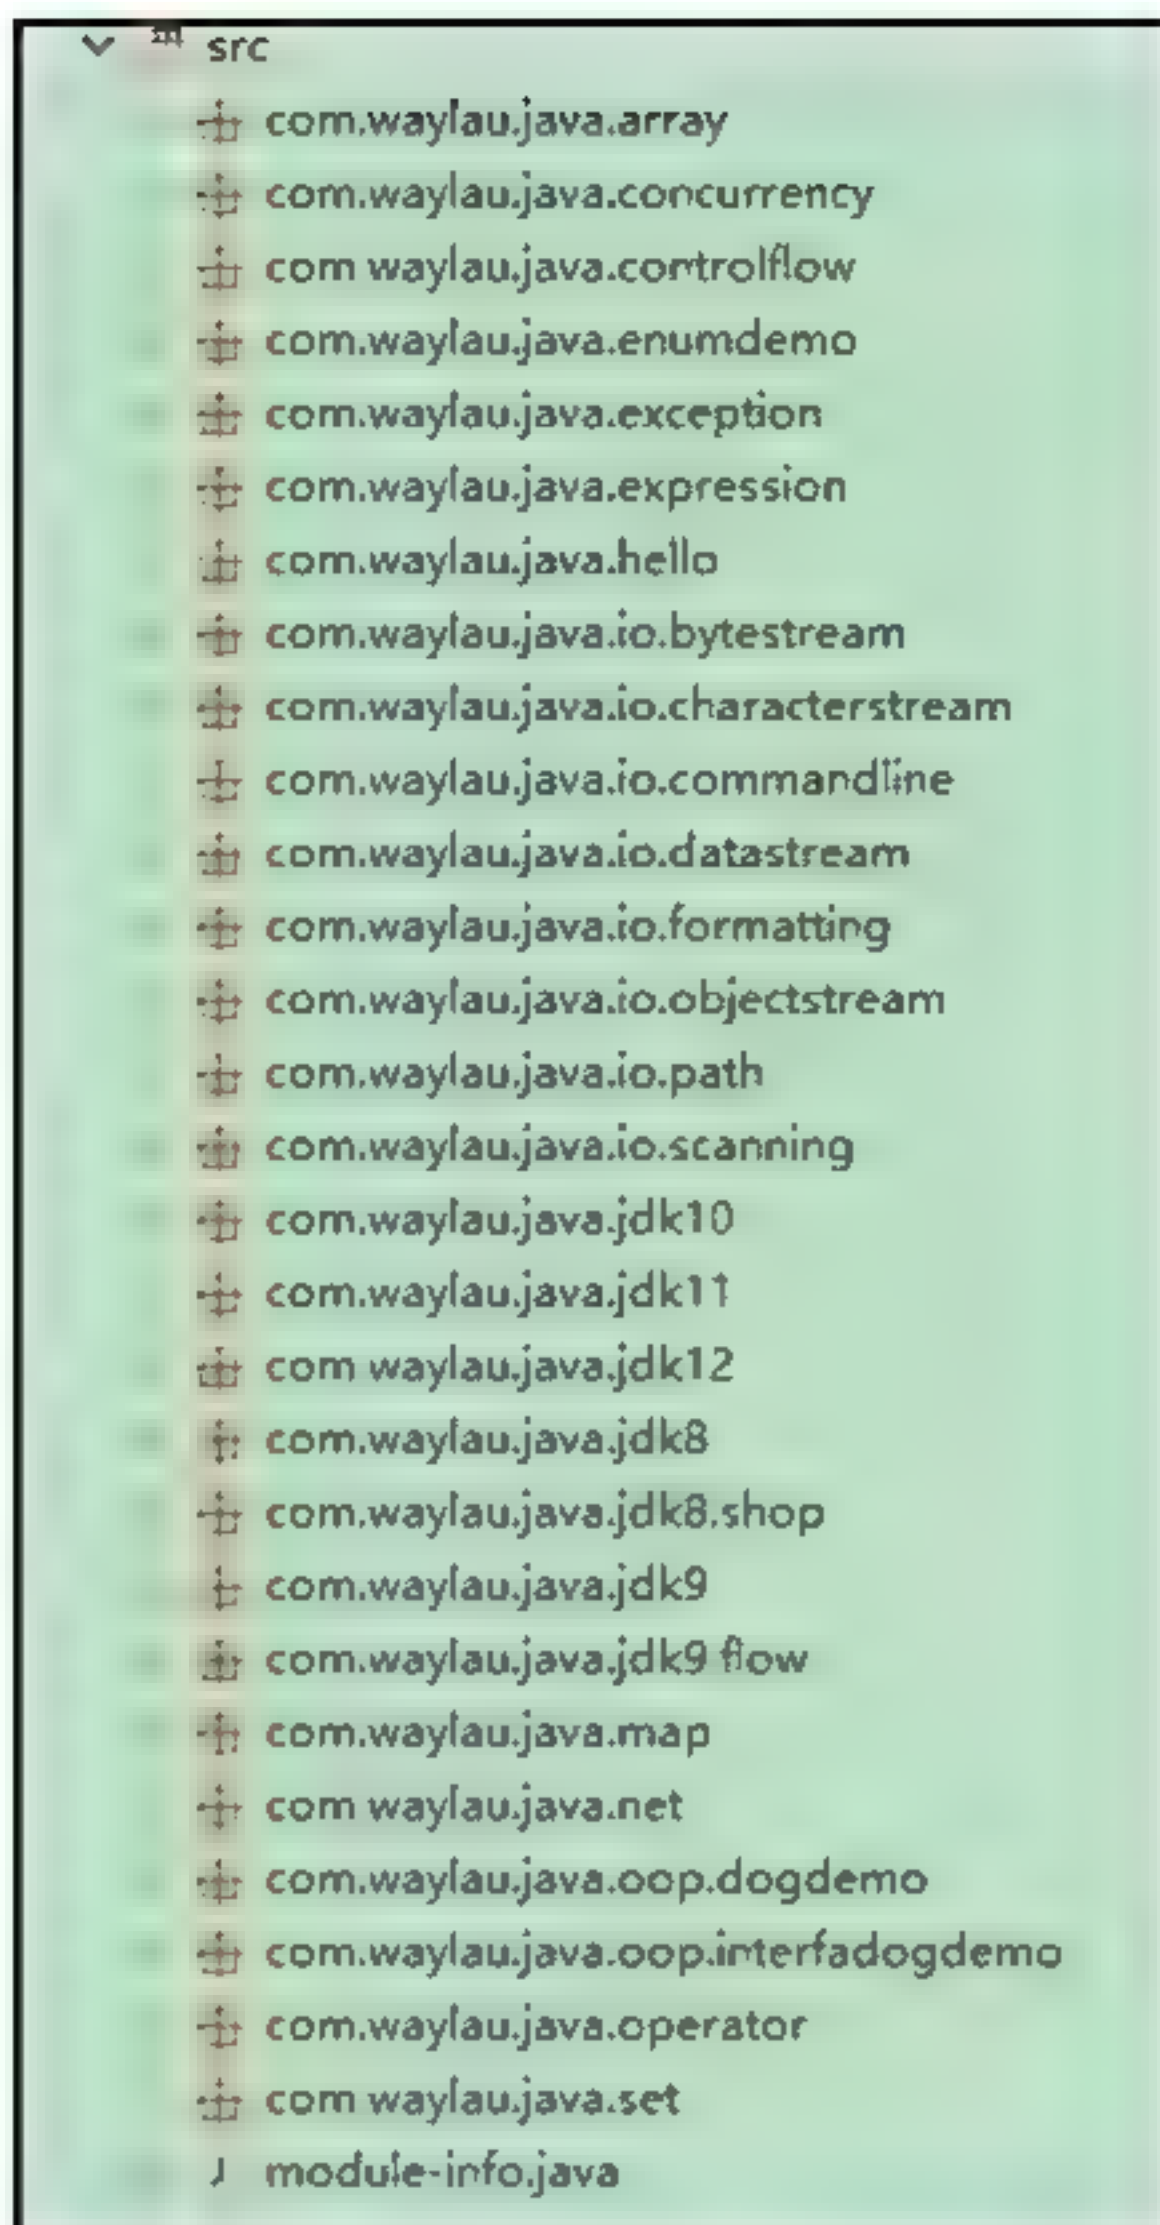 src
com.waylau.java.array
com.waylau.java.concurrency
com waylau.java.controlflow
com.waylau.java.enumdemo
com.waylau.java.exception
com.waylau.java.expression
com.waylau.java.hello
com.waylau.java.io.bytestream
com.waylau.java.io.characterstream
com.waylau.java.io.commandline
com.waylau.java.io.datastream
com.waylau.java.io.formatting
com.waylau.java.io.objectstream
com.waylau.java.io.path
com.waylau.java.io.scanning
com.waylau.java.jdk10
com.waylau.java.jdk11
com waylau.java.jdk12
com.waylau.java.jdk8
com.waylau.java.jdk8.shop
com.waylau.java.jdk9
com.waylau.java.jdk9 flow
com.waylau.java.map
com waylau.java.net
com.waylau.java.oop.dogdemo
com.waylau.java.oop.interfadogdemo
com.waylau.java.operator
com waylau.java.set
module-info.java